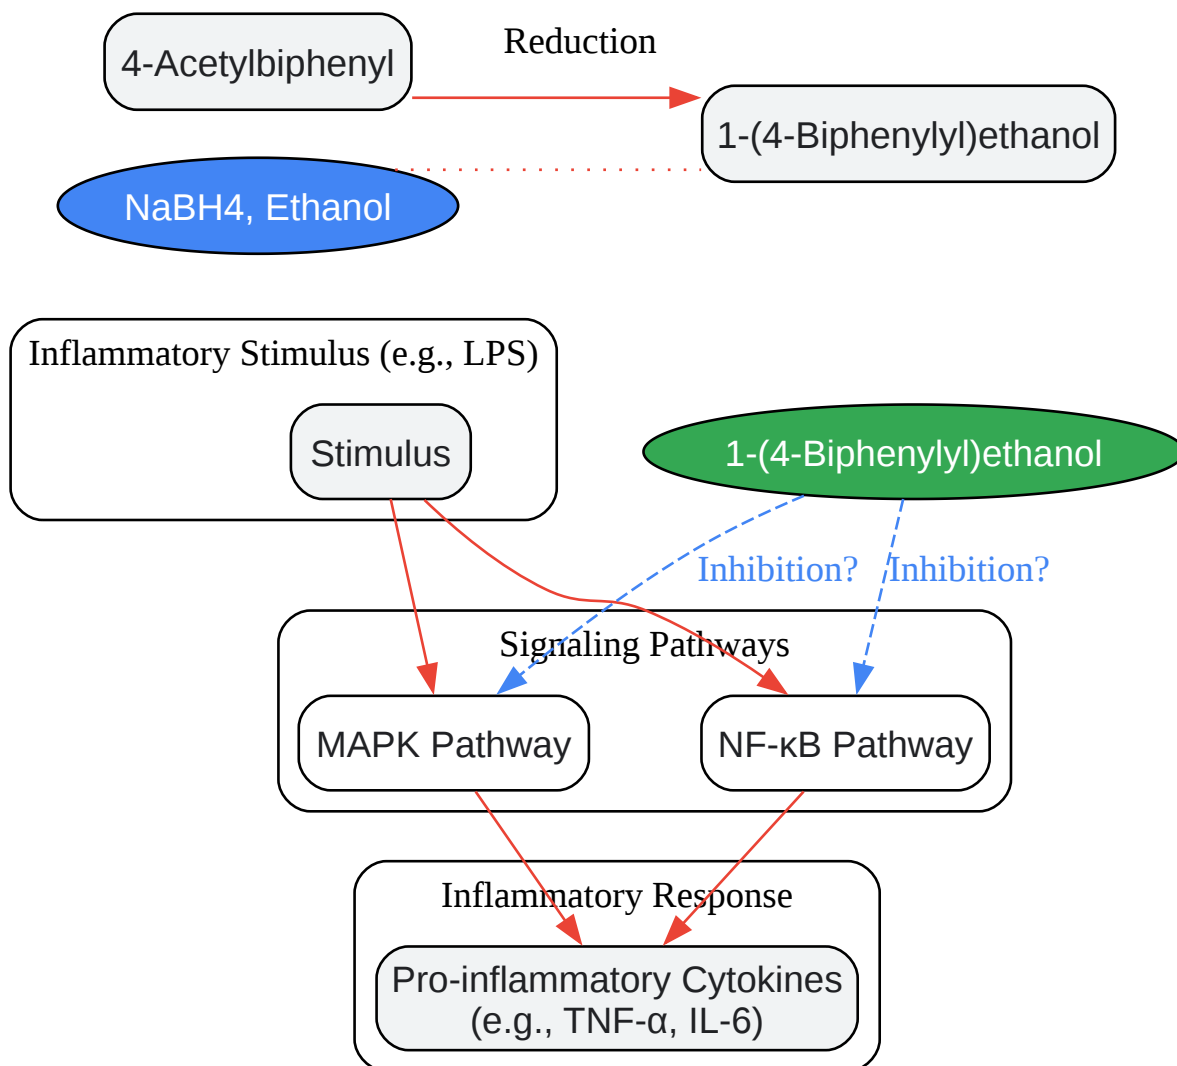 4-Acetylbiphenyl
Reduction
1-(4-Biphenylyl)ethanol
NaBH4, Ethanol
Inflammatory Stimulus (e.g., LPS)
Stimulus
1-(4-Biphenylyl)ethanol
Inhibition?
Inhibition?
Signaling Pathways
MAPK Pathway
NF-κB Pathway
Inflammatory Response
Pro-inflammatory Cytokines
(e.g., TNF-α, IL-6)